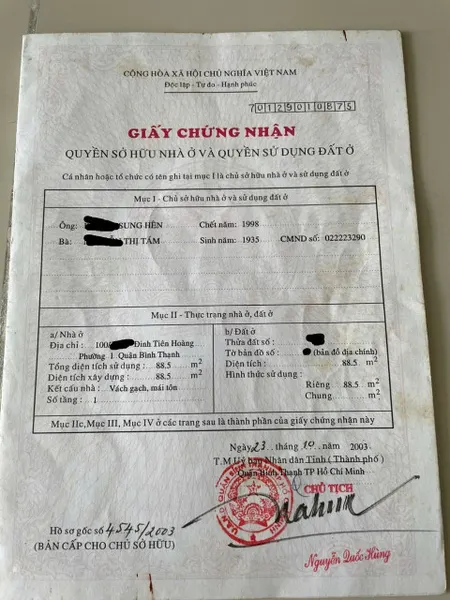 CỘNG HÒA XÃ HỘI CHỦ NGHĨA VIỆT NAM
Độc lập - Tự do - Hạnh phúc
701290 10875
GIẤY CHỨNG NHẬN
QUYỀN SỞ HỮU NHÀ Ở VÀ QUYỀN SỬ DỤNG ĐẤT Ở
Cá nhân hoặc tổ chức có tên ghi tại mục I là chủ sở hữu nhà ở và sử dụng đất ở
Mục I - Chủ sở hữu nhà ở và sử dụng đất ở
Ông: SUNG HÊN Chết năm: 1998
Bà: THỊ TÁM Sinh năm: 1935 CMND số: 022223290
Mục II - Thực trạng nhà ở, đất ở
a/ Nhà ở
Địa chỉ : 100 Đinh Tiên Hoàng
Phường 1 Quận Bình Thạnh
Tổng diện tích sử dụng : 88.5 m2
Diện tích xây dựng : 88.5 m2
Kết cấu nhà : Vách gạch, mái tôn
Số tầng : 1
b/ Đất ở
Thửa đất số :
Tờ bản đồ số : (bản đồ địa chính)
Diện tích : 88.5 m2
Hình thức sử dụng :
Riêng : 88.5 m2
Chung : m2
Mục IIc, Mục III, Mục IV ở các trang sau là thành phần của giấy chứng nhận này
Ngày 23 tháng 10 năm 2003
T.M Uỷ ban Nhân dân Tỉnh ( Thành phố )
Quận Bình Thạnh TP Hồ Chí Minh
CHỦ TỊCH
Hồ sơ gốc số 4545/2003
(BẢN CẤP CHO CHỦ SỞ HỮU)
Nguyễn Quốc Hùng